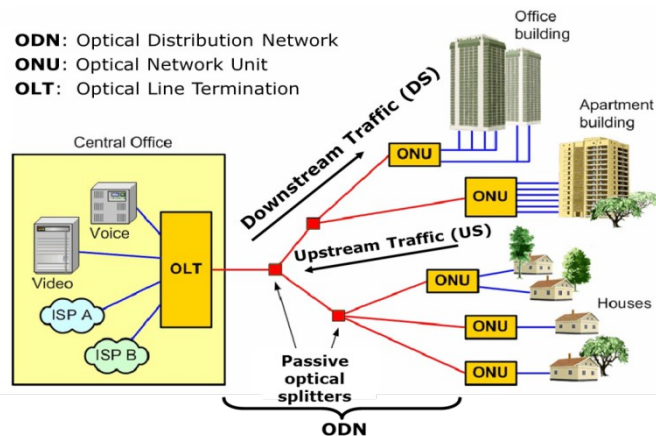 ODN: Optical Distribution Network
ONU: Optical Network Unit
OLT: Optical Line Termination
Office
building
Apartment
building
Central Office
Downstream Traffic (DS)
ONU
ONU
Voice
Video
OLT
ISP A
ISP B
Upstream Traffic (US)
ONU
Houses
ONU
ONU
Passive
optical
splitters
ODN